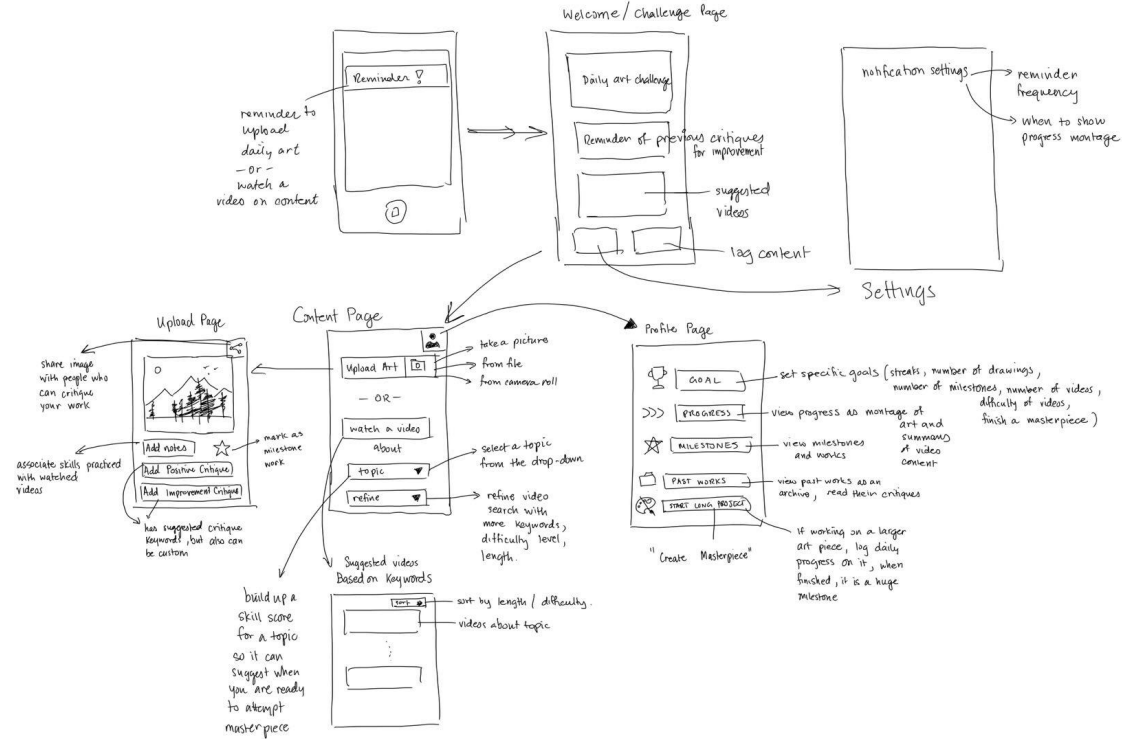 Welcome/Challenge Page
Reminder!
reminder to
upload
daily art
- or -
watch a
video on content
Daily art challenge
Reminder of previous critiques
for improvement
suggested
videos
log content
notification settings
reminder
frequency
when to show
progress montage
Settings
Upload Page
share image
with people who
can critique
your work
Add notes
mark as
milestone
work
associate skills practiced
with watched
videos
Add Positive Critique
Add Improvement Critique
has suggested critique
keywords, but also can
be custom
Content Page
Upload Art
take a picture
from file
from camera roll
- OR -
watch a video
about
topic
select a topic
from the drop-down
refine
refine video
search with
more keywords,
difficulty level,
length.
build up a
skill score
for a topic
so it can
suggest when
you are ready
to attempt
masterpiece
Suggested videos
Based on Keywords
sort
sort by length / difficulty.
videos about topic
Profiles Page
GOAL
set specific goals (streaks, number of drawings,
number of milestones, number of videos,
difficulty of videos,
finish a masterpiece)
PROGRESS
view progress as montage of
art and
summary
of video
content
MILESTONES
view milestones
and works
PAST WORKS
view past works as an
archive, read their critiques
START LONG PROJECT
"Create Masterpiece"
If working on a larger
art piece, log daily
progress on it, when
finished, it is a huge
milestone